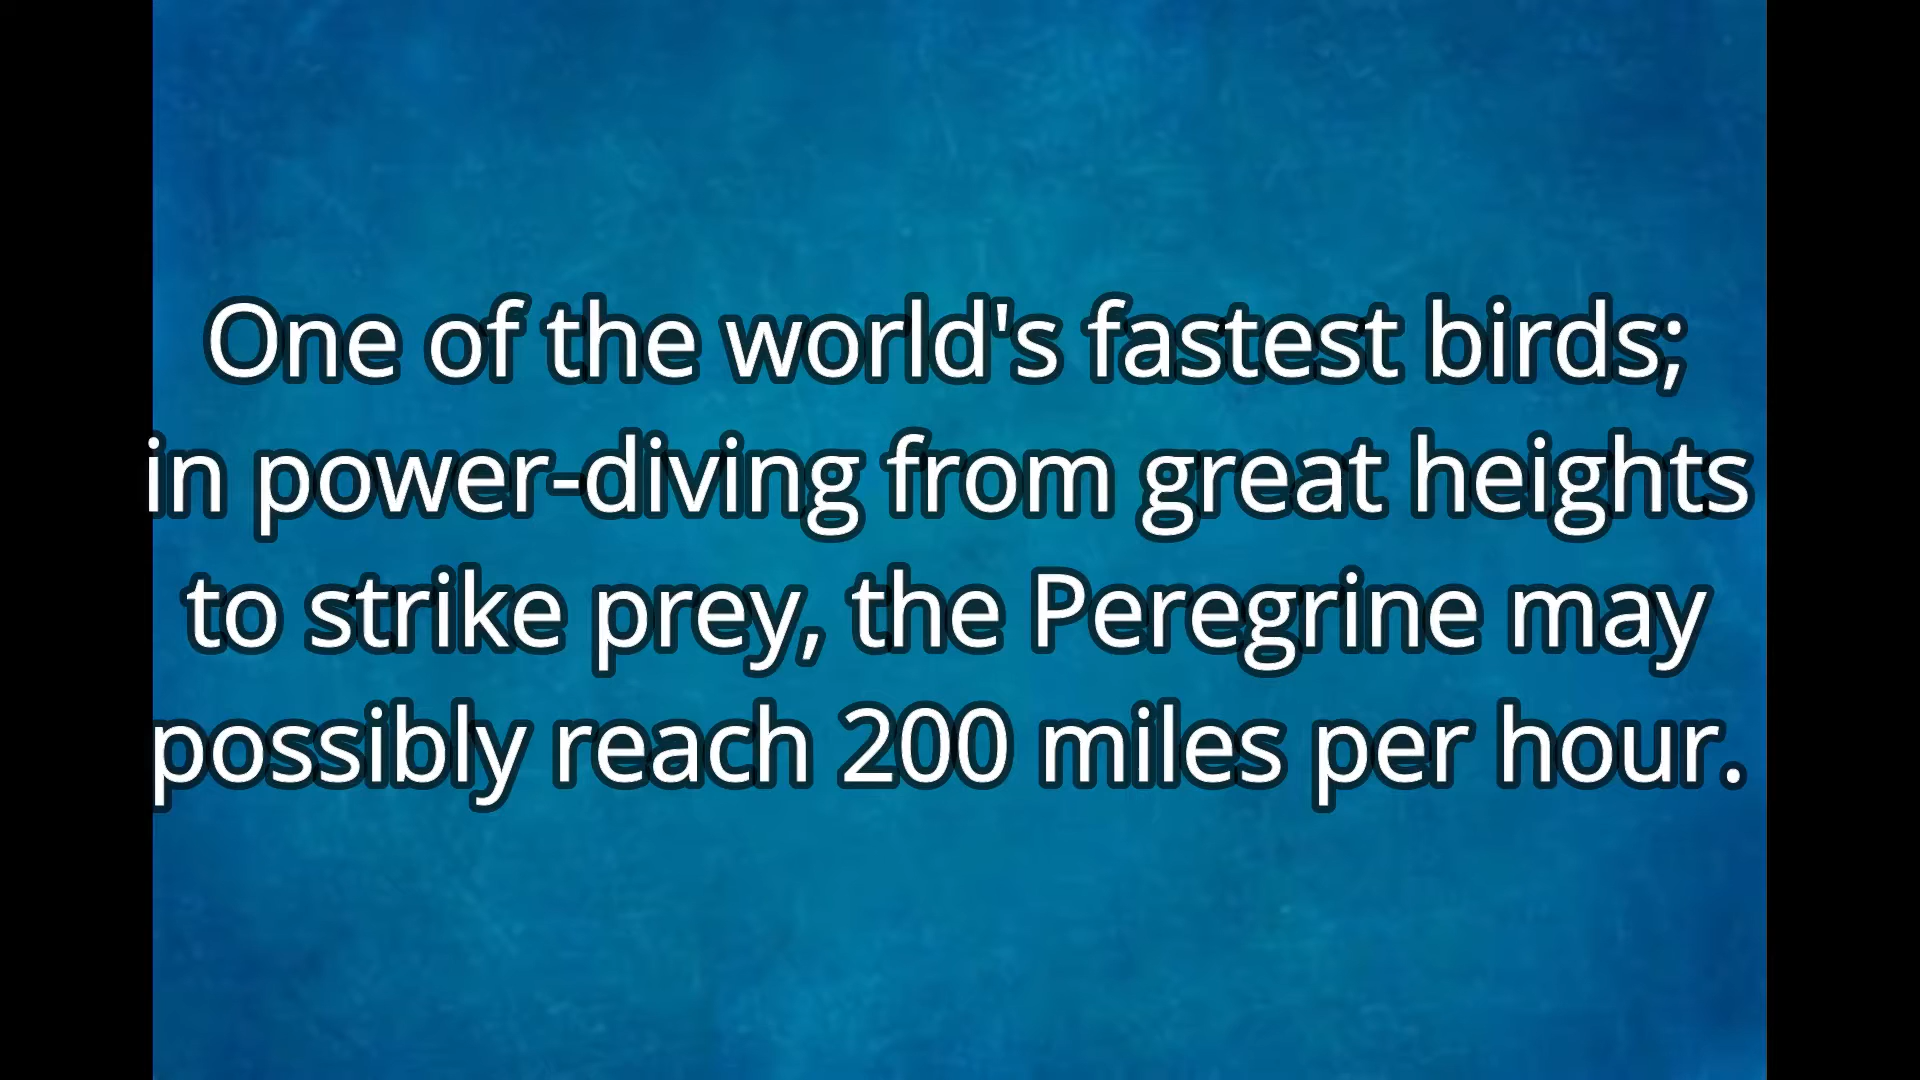 One of the world's fastest birds;
in power-diving from great heights
to strike prey, the Peregrine may
possibly reach 200 miles per hour.